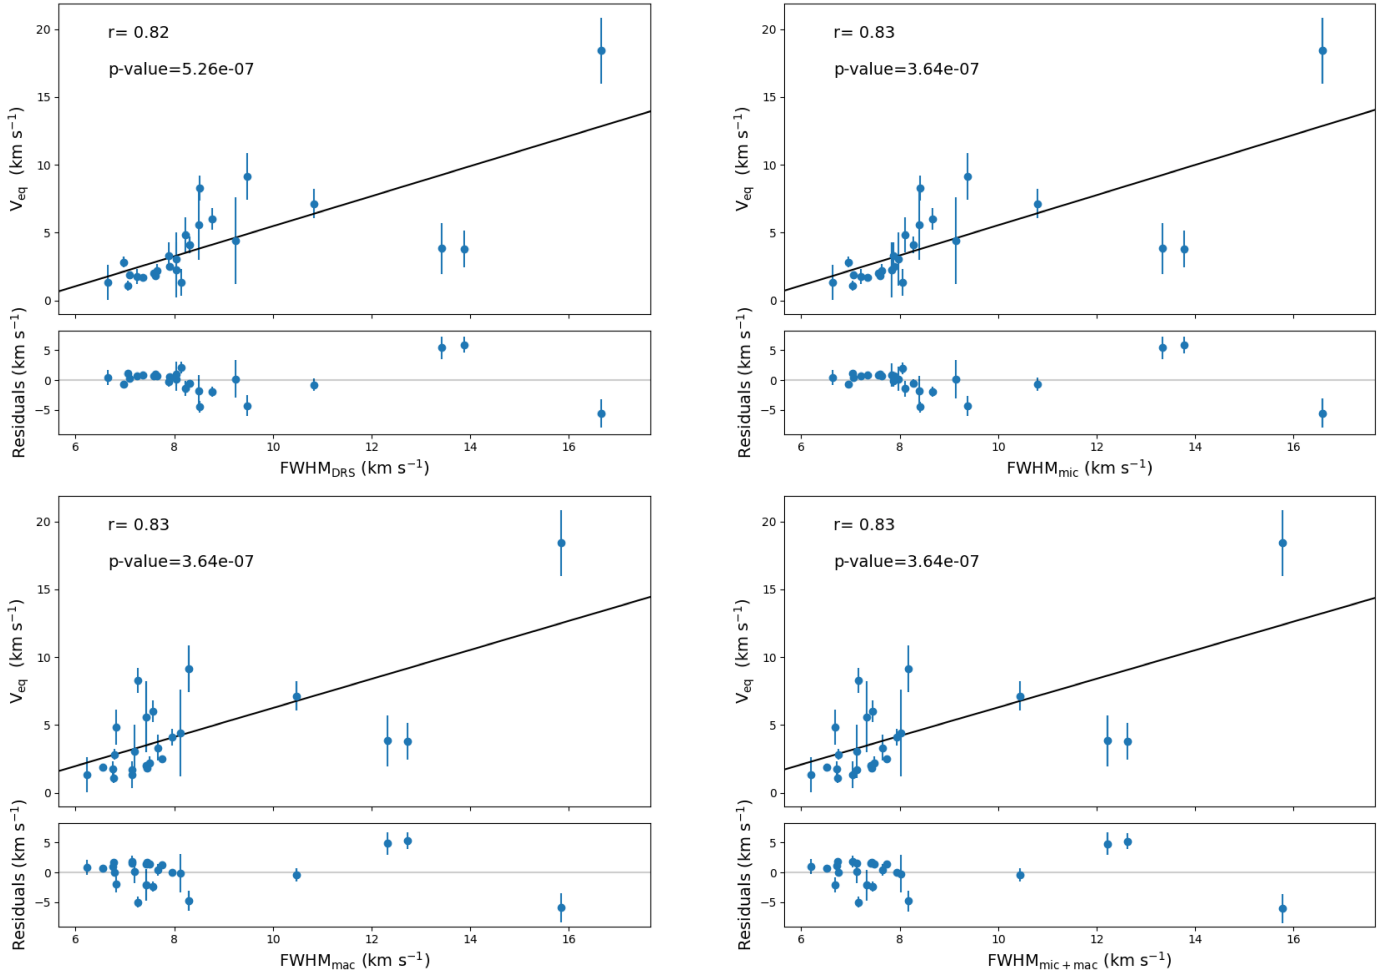 r= 0.82
p-value=5.26e-07
V_eq (km s⁻¹)
20
15
10
5
0
Residuals (km s⁻¹)
5
0
−5
6 8 10 12 14 16
FWHM_DRS (km s⁻¹)
r= 0.83
p-value=3.64e-07
V_eq (km s⁻¹)
20
15
10
5
0
Residuals (km s⁻¹)
5
0
−5
6 8 10 12 14 16
FWHM_mic (km s⁻¹)
r= 0.83
p-value=3.64e-07
V_eq (km s⁻¹)
20
15
10
5
0
Residuals (km s⁻¹)
5
0
−5
6 8 10 12 14 16
FWHM_mac (km s⁻¹)
r= 0.83
p-value=3.64e-07
V_eq (km s⁻¹)
20
15
10
5
0
Residuals (km s⁻¹)
5
0
−5
6 8 10 12 14 16
FWHM_mic+mac (km s⁻¹)